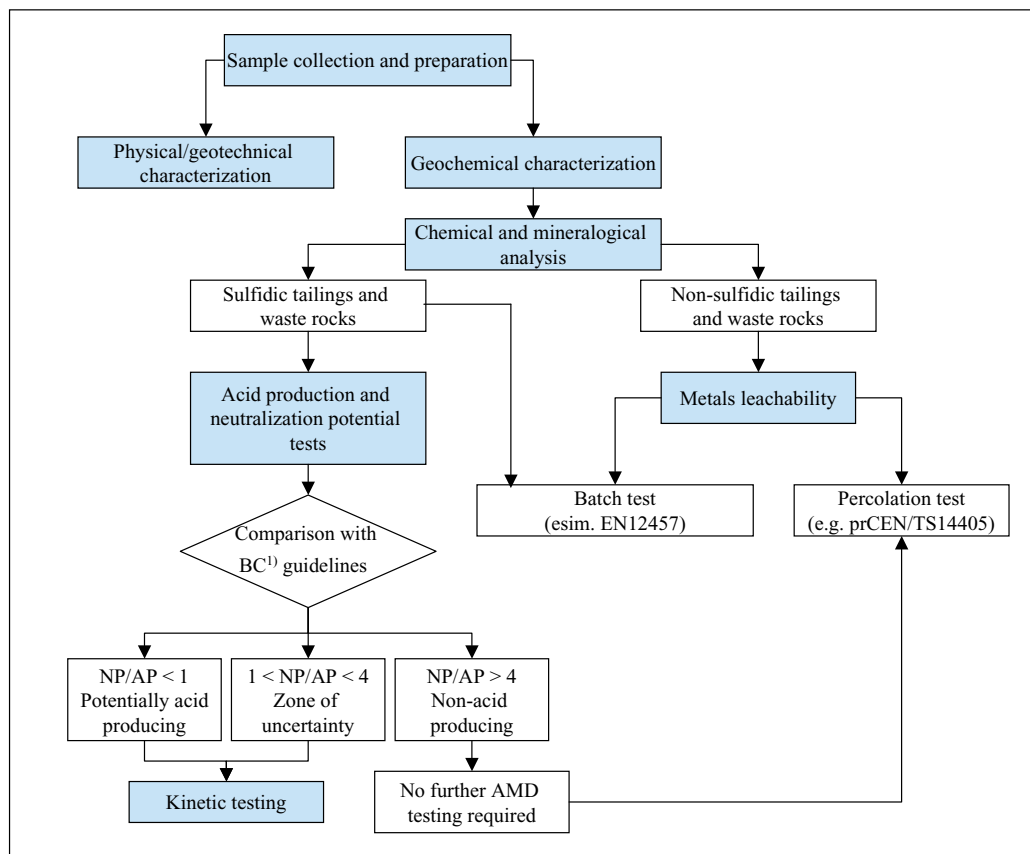 Sample collection and preparation
Physical/geotechnical
characterization
Geochemical characterization
Chemical and mineralogical
analysis
Sulfidic tailings and
waste rocks
Non-sulfidic tailings
and waste rocks
Acid production and
neutralization potential
tests
Metals leachability
Batch test
(esim. EN12457)
Percolation test
(e.g. prCEN/TS14405)
Comparison with
BC1) guidelines
NP/AP < 1
Potentially acid
producing
1 < NP/AP < 4
Zone of
uncertainty
NP/AP > 4
Non-acid
producing
Kinetic testing
No further AMD
testing required